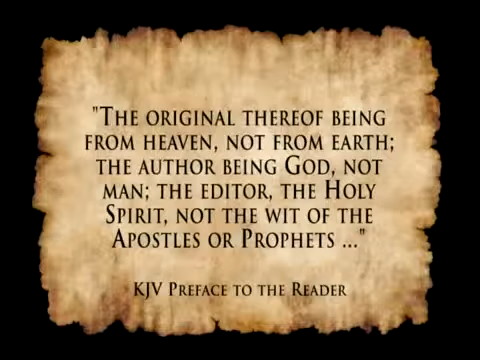 "The original thereof being
from heaven, not from earth;
the author being God, not
man; the editor, the Holy
Spirit, not the wit of the
Apostles or Prophets ..."
KJV Preface to the Reader